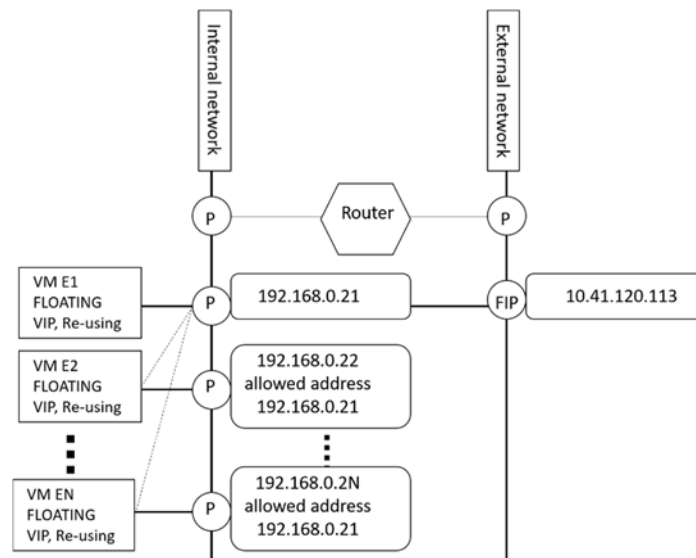 Internal network
External network
P
Router
P
VM E1
FLOATING
VIP, Re-using
P
192.168.0.21
FIP
10.41.120.113
VM E2
FLOATING
VIP, Re-using
P
192.168.0.22
allowed address
192.168.0.21
VM EN
FLOATING
VIP, Re-using
P
192.168.0.2N
allowed address
192.168.0.21